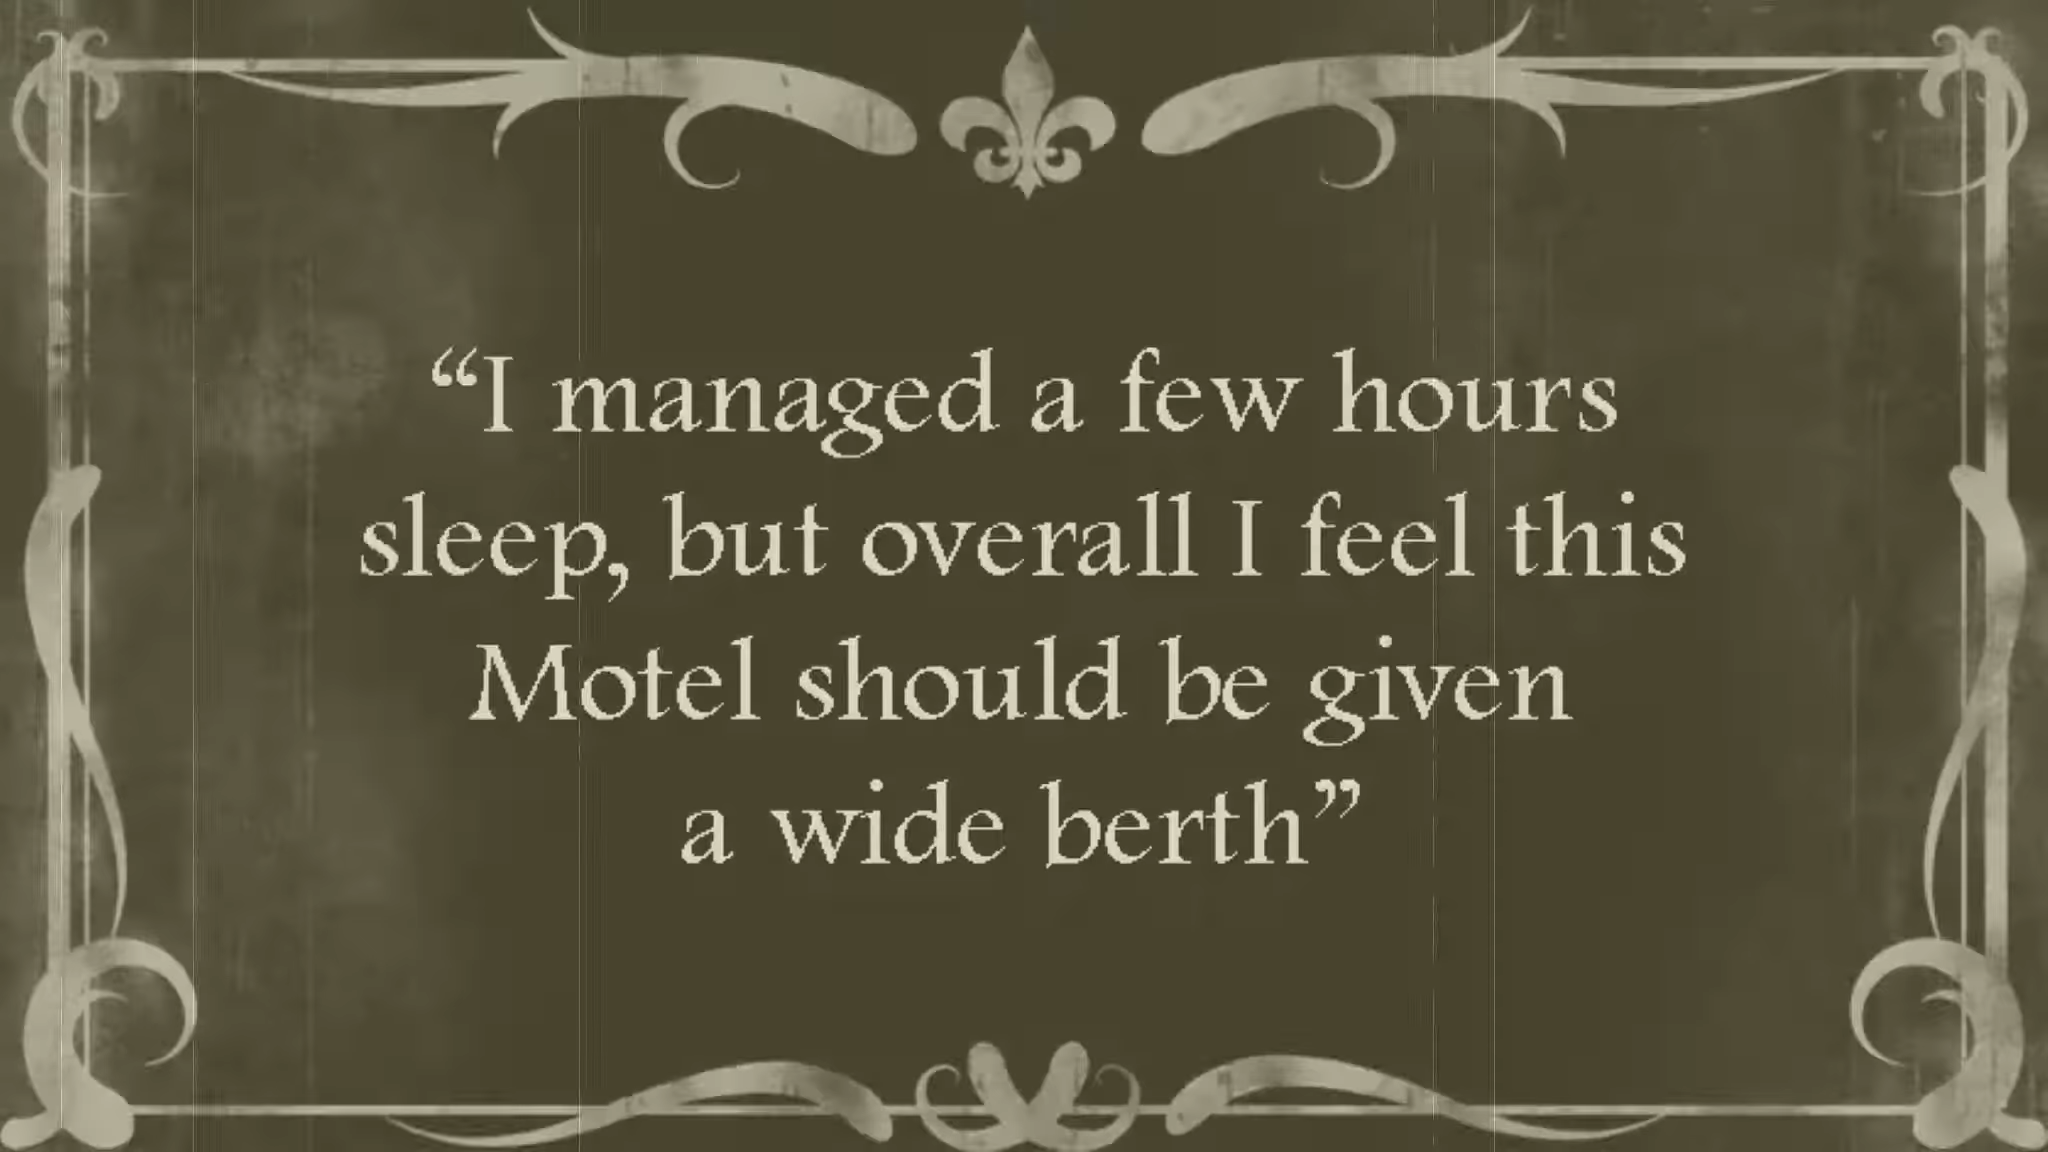 “I managed a few hours
sleep, but overall I feel this
Motel should be given
a wide berth”